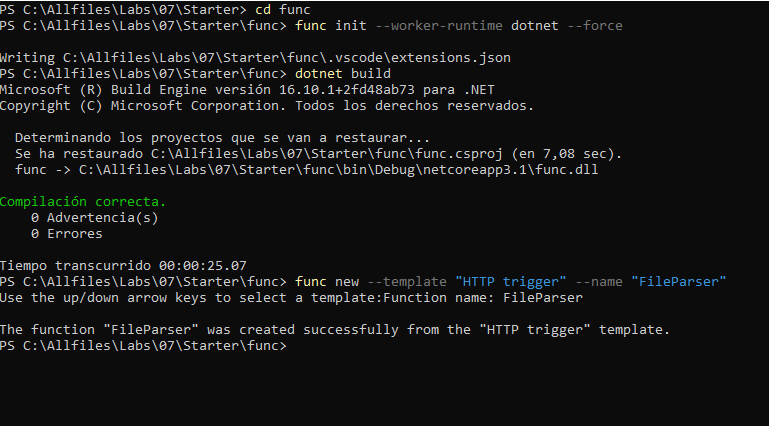 PS C:\Allfiles\Labs\07\Starter> cd func
PS C:\Allfiles\Labs\07\Starter\func> func init --worker-runtime dotnet --force

Writing C:\Allfiles\Labs\07\Starter\func\.vscode\extensions.json
PS C:\Allfiles\Labs\07\Starter\func> dotnet build
Microsoft (R) Build Engine versión 16.10.1+2fd48ab73 para .NET
Copyright (C) Microsoft Corporation. Todos los derechos reservados.

  Determinando los proyectos que se van a restaurar...
  Se ha restaurado C:\Allfiles\Labs\07\Starter\func\func.csproj (en 7,08 sec).
  func -> C:\Allfiles\Labs\07\Starter\func\bin\Debug\netcoreapp3.1\func.dll

Compilación correcta.
    0 Advertencia(s)
    0 Errores

Tiempo transcurrido 00:00:25.07
PS C:\Allfiles\Labs\07\Starter\func> func new --template "HTTP trigger" --name "FileParser"
Use the up/down arrow keys to select a template:Function name: FileParser

The function "FileParser" was created successfully from the "HTTP trigger" template.
PS C:\Allfiles\Labs\07\Starter\func>